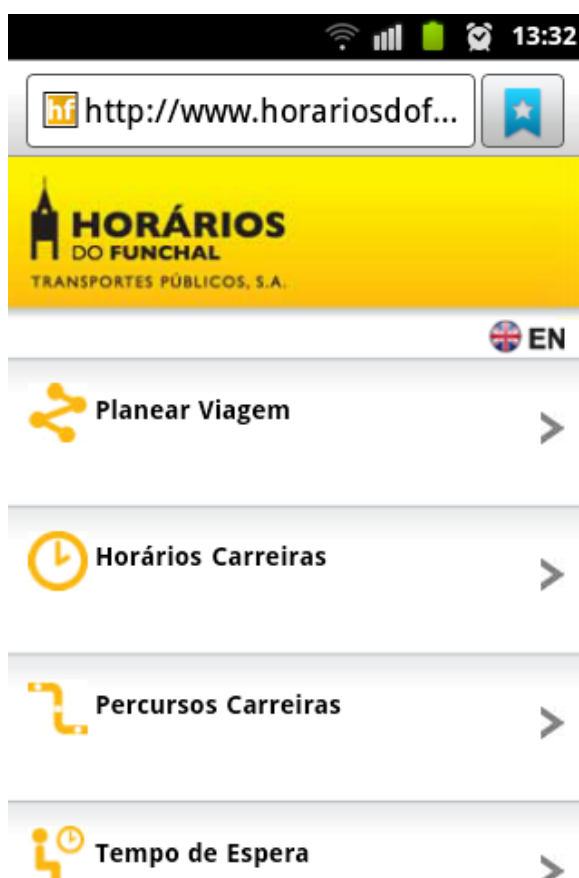 13:32
hf http://www.horariosdof...
HORÁRIOS
DO FUNCHAL
TRANSPORTES PÚBLICOS, S.A.
EN
Planear Viagem
Horários Carreiras
Percursos Carreiras
Tempo de Espera